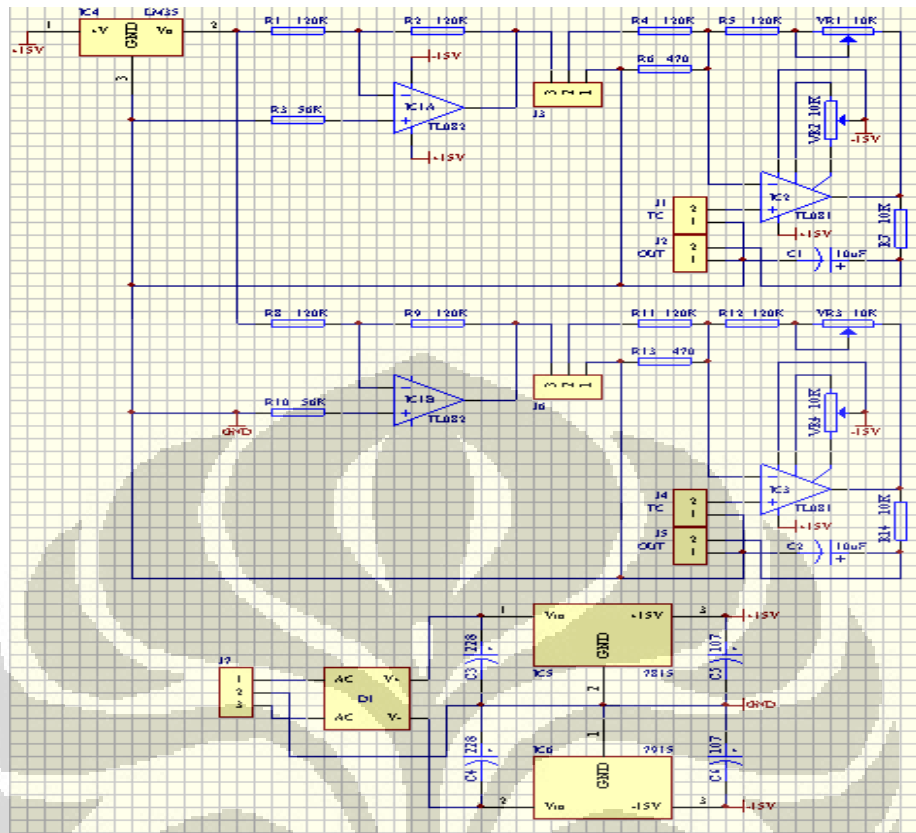 IC4 LM35
1 +V GND Vo 2
+15V
3
R1 120K
R2 120K
-15V
R3 56K
IC1A
TL082
+15V
3 2 1
J3
R4 120K
R5 120K
VR1 10K
R6 470
VR2 10K
-15V
J1 2
TC 1
J2 2
OUT 1
IC2
TL081
+15V
R7 10K
C1 10uF
R8 120K
R9 120K
R10 56K
GND
IC1B
TL082
3 2 1
J6
R11 120K
R12 120K
VR3 10K
R13 470
VR4 10K
-15V
J4 2
TC 1
J5 2
OUT 1
IC3
TL081
+15V
R14 10K
C2 10uF
J7
1
2
3
AC V+
D1
AC V-
C3 228
1 Vin +15V 3
GND
IC5 7815
2
+15V
C5 107
GND
C4 228
1
IC6 7915
GND
2 Vin -15V 3
C6 107
-15V